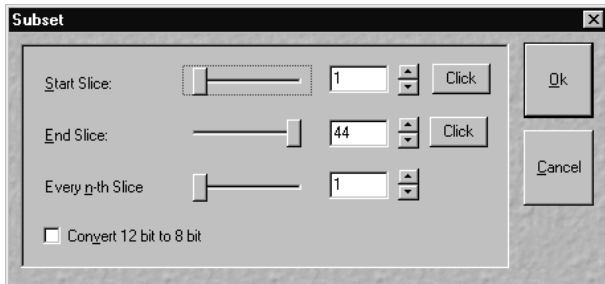 Subset
Start Slice: 1 Click
Ok
End Slice: 44 Click
Cancel
Every n-th Slice 1
Convert 12 bit to 8 bit